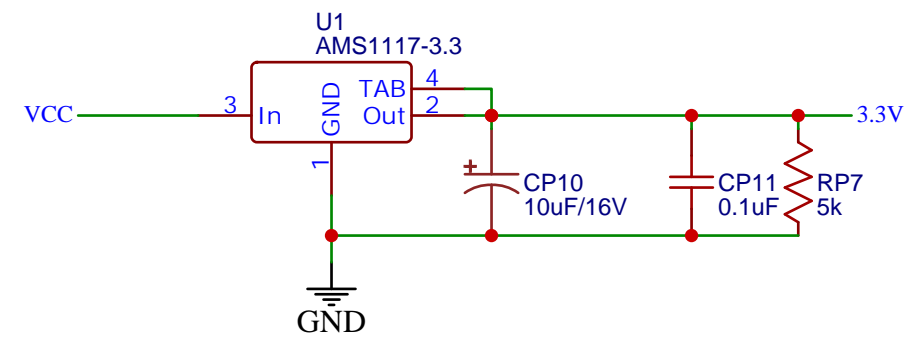 U1
AMS1117-3.3
VCC
3
In
GND
TAB
4
Out
2
3.3V
1
+
CP10
10uF/16V
CP11
0.1uF
RP7
5k
GND